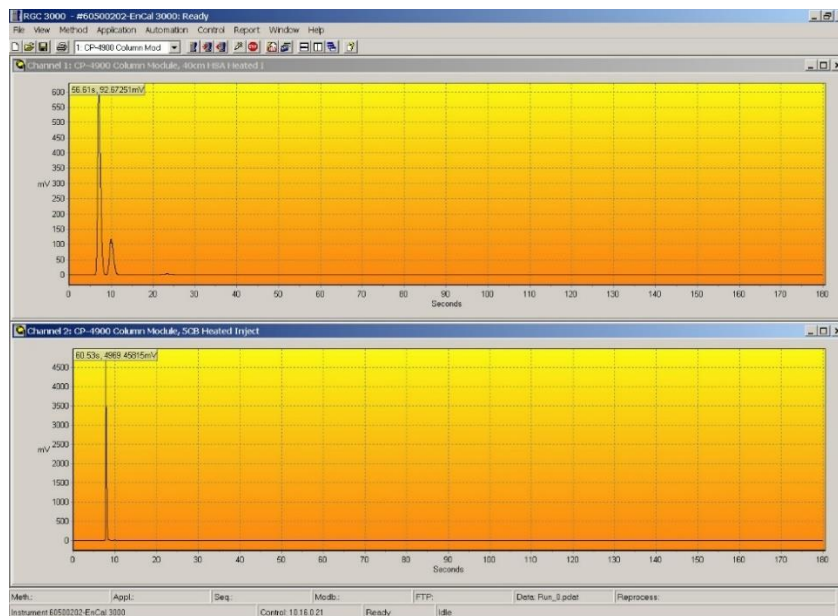 RGC 3000 - #60500202-EnCal 3000: Ready
File View Method Application Automation Control Report Window Help
1: CP-4900 Column Mod
Channel 1: CP-4900 Column Module, 40cm HSA Heated I
56.61s, 92.67251mV
600
550
500
450
400
350
mV 300
250
200
150
100
50
0
0 10 20 30 40 50 60 70 80 90 100 110 120 130 140 150 160 170 180
Seconds
Channel 2: CP-4900 Column Module, 5CB Heated Inject
60.53s, 4969.45815mV
4500
4000
3500
3000
mV 2500
2000
1500
1000
500
0
0 10 20 30 40 50 60 70 80 90 100 110 120 130 140 150 160 170 180
Seconds
Meth.: Appl.: Seq.: Modb.: FTP: Data: Run_8.pdat Reprocess:
Instrument 60500202-EnCal 3000 Control: 10.16.0.21 Ready Idle